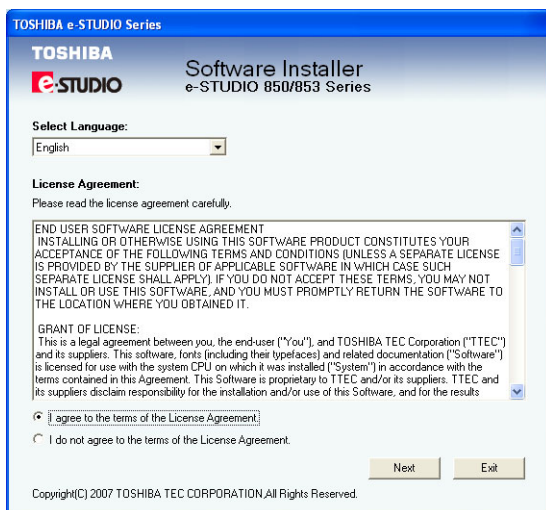 TOSHIBA e-STUDIO Series
TOSHIBA
e-STUDIO
Software Installer
e-STUDIO 850/853 Series
Select Language:
English
License Agreement:
Please read the license agreement carefully.
END USER SOFTWARE LICENSE AGREEMENT
INSTALLING OR OTHERWISE USING THIS SOFTWARE PRODUCT CONSTITUTES YOUR
ACCEPTANCE OF THE FOLLOWING TERMS AND CONDITIONS (UNLESS A SEPARATE LICENSE
IS PROVIDED BY THE SUPPLIER OF APPLICABLE SOFTWARE IN WHICH CASE SUCH
SEPARATE LICENSE SHALL APPLY). IF YOU DO NOT ACCEPT THESE TERMS, YOU MAY NOT
INSTALL OR USE THIS SOFTWARE, AND YOU MUST PROMPTLY RETURN THE SOFTWARE TO
THE LOCATION WHERE YOU OBTAINED IT.
GRANT OF LICENSE:
This is a legal agreement between you, the end-user ("You"), and TOSHIBA TEC Corporation ("TTEC")
and its suppliers. This software, fonts (including their typefaces) and related documentation ("Software")
is licensed for use with the system CPU on which it was installed ("System") in accordance with the
terms contained in this Agreement. This Software is proprietary to TTEC and/or its suppliers. TTEC and
its suppliers disclaim responsibility for the installation and/or use of this Software, and for the results
I agree to the terms of the License Agreement.
I do not agree to the terms of the License Agreement.
Next
Exit
Copyright(C) 2007 TOSHIBA TEC CORPORATION,All Rights Reserved.